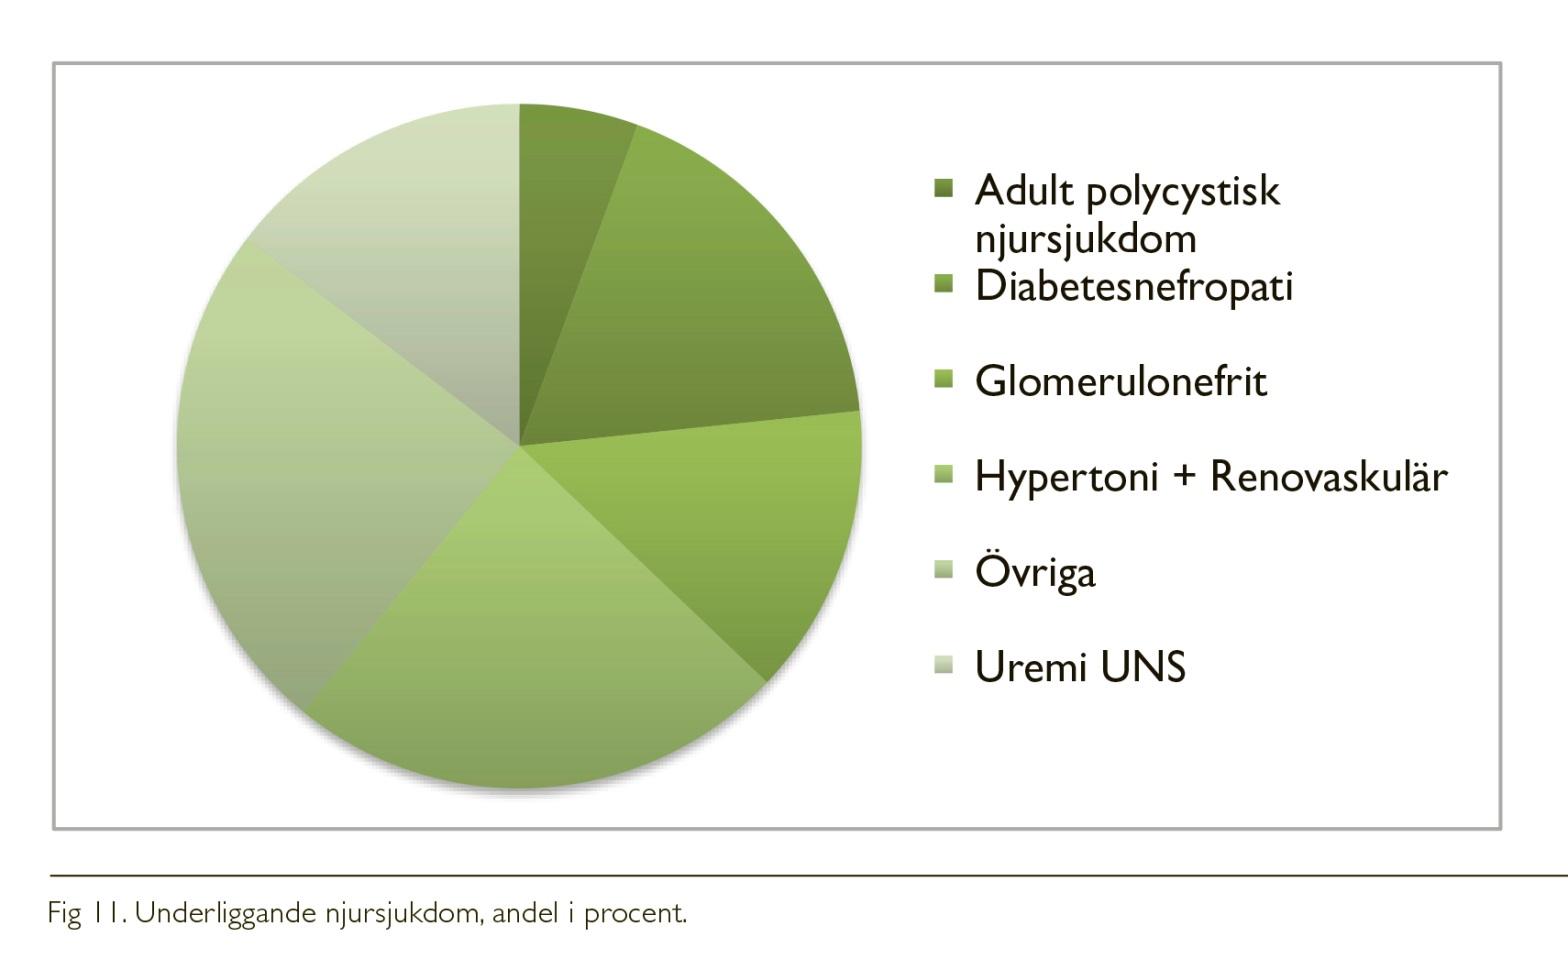 Adult polycystisk
njursjukdom
Diabetesnefropati
Glomerulonefrit
Hypertoni + Renovaskulär
Övriga
Uremi UNS
Fig 11. Underliggande njursjukdom, andel i procent.